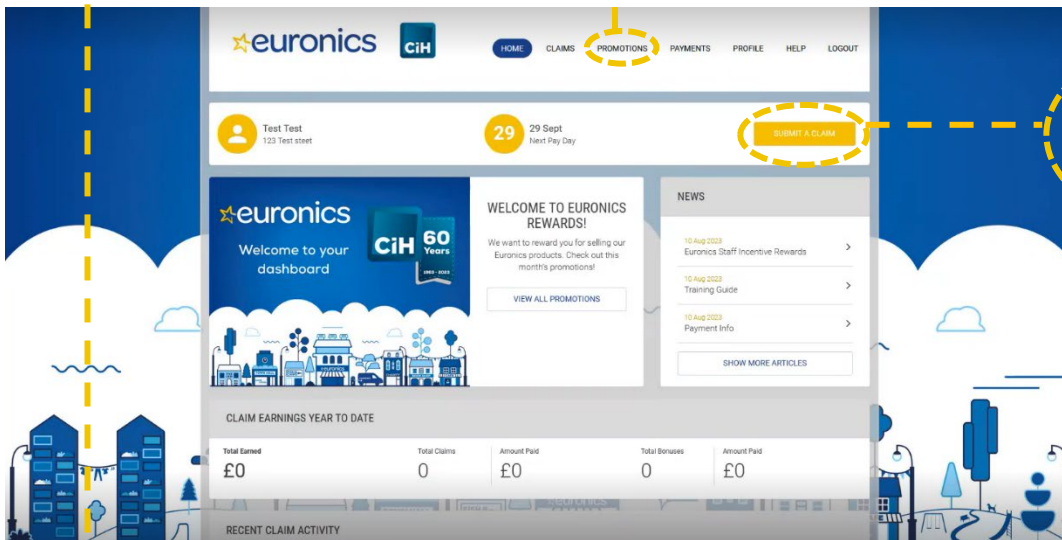 euronics CiH
HOME CLAIMS PROMOTIONS PAYMENTS PROFILE HELP LOGOUT
Test Test
123 Test steet
29
29 Sept
Next Pay Day
SUBMIT A CLAIM
euronics
Welcome to your
dashboard
CiH 60
Years
WELCOME TO EURONICS
REWARDS!
We want to reward you for selling our
Euronics products. Check out this
month's promotions!
VIEW ALL PROMOTIONS
NEWS
10 Aug 2023
Euronics Staff Incentive Rewards
10 Aug 2023
Training Guide
10 Aug 2023
Payment Info
SHOW MORE ARTICLES
CLAIM EARNINGS YEAR TO DATE
Total Earned Total Claims Amount Paid Total Bonuses Amount Paid
£0 0 £0 0 £0
RECENT CLAIM ACTIVITY